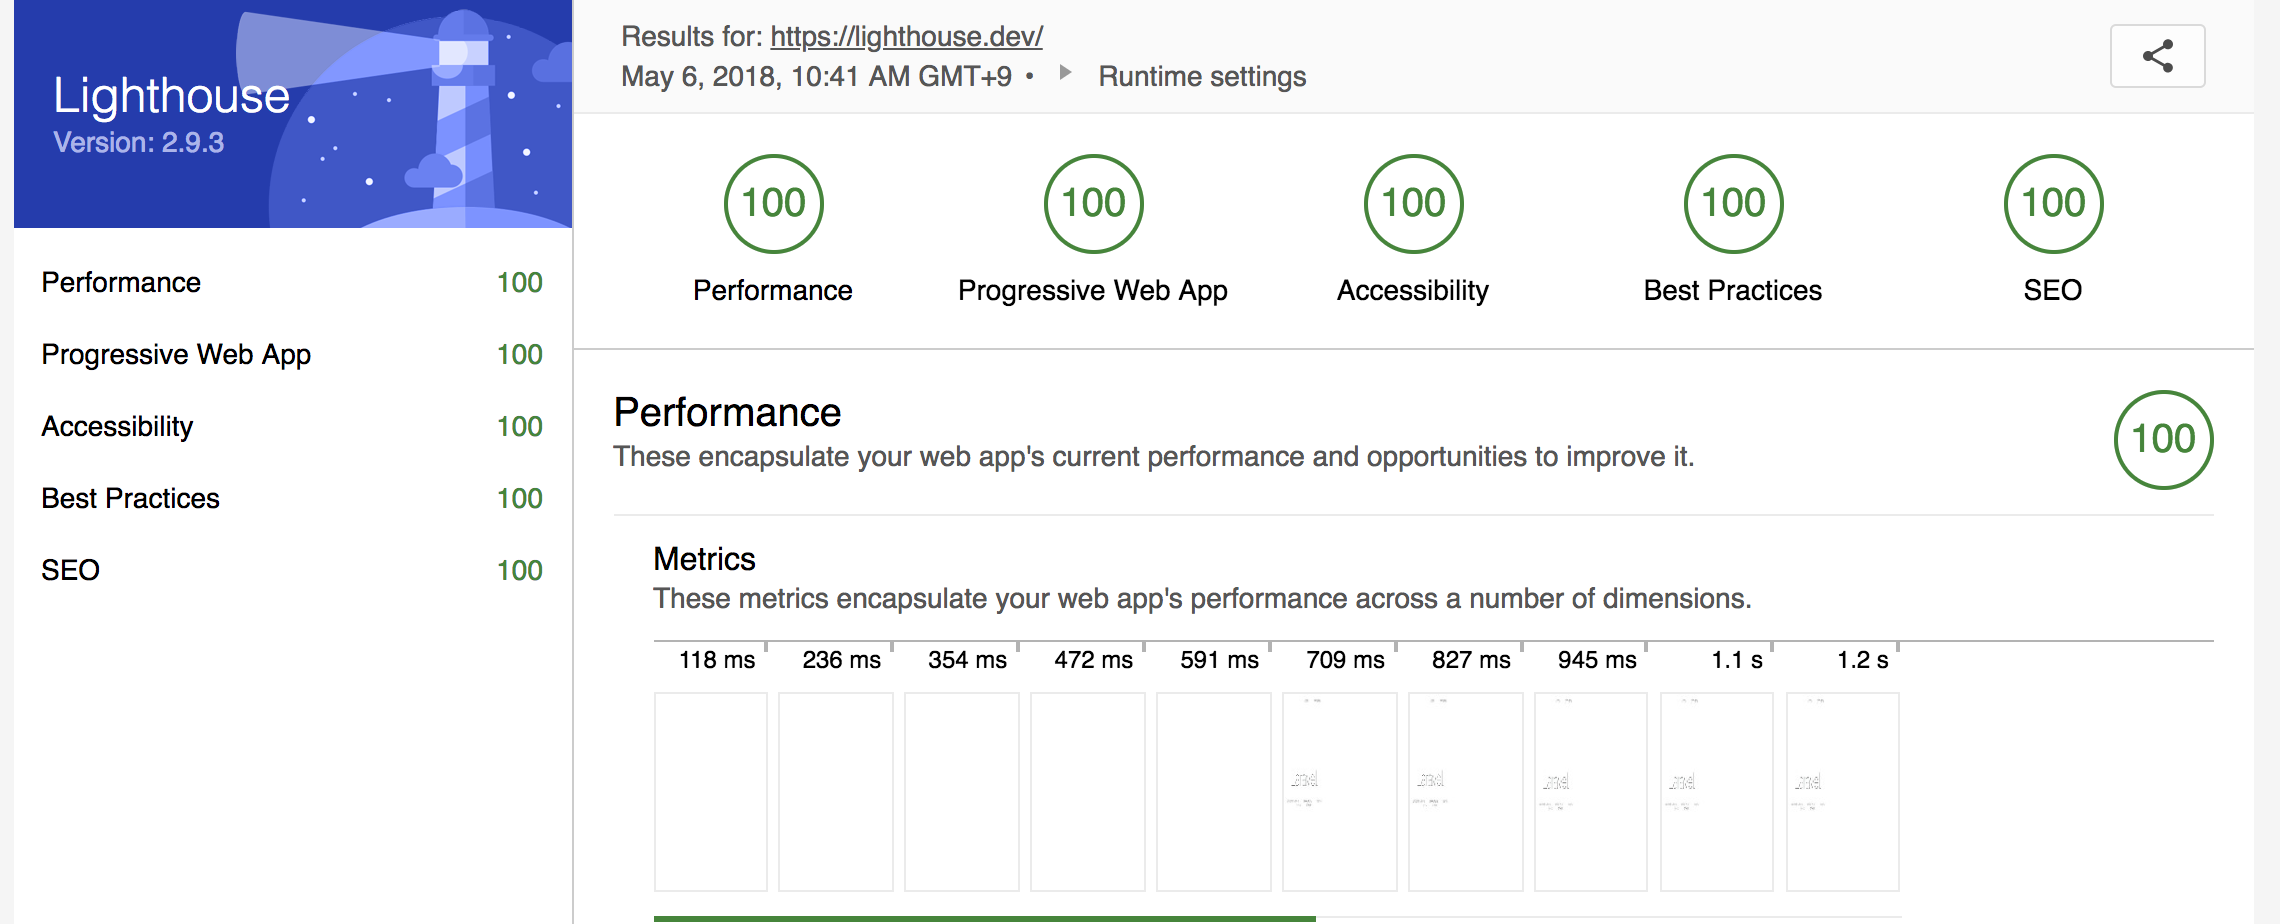 Lighthouse
Version: 2.9.3
Performance 100
Progressive Web App 100
Accessibility 100
Best Practices 100
SEO 100
Results for: https://lighthouse.dev/
May 6, 2018, 10:41 AM GMT+9 • ▶ Runtime settings
100 100 100 100 100
Performance Progressive Web App Accessibility Best Practices SEO
Performance
These encapsulate your web app's current performance and opportunities to improve it.
100
Metrics
These metrics encapsulate your web app's performance across a number of dimensions.
118 ms 236 ms 354 ms 472 ms 591 ms 709 ms 827 ms 945 ms 1.1 s 1.2 s